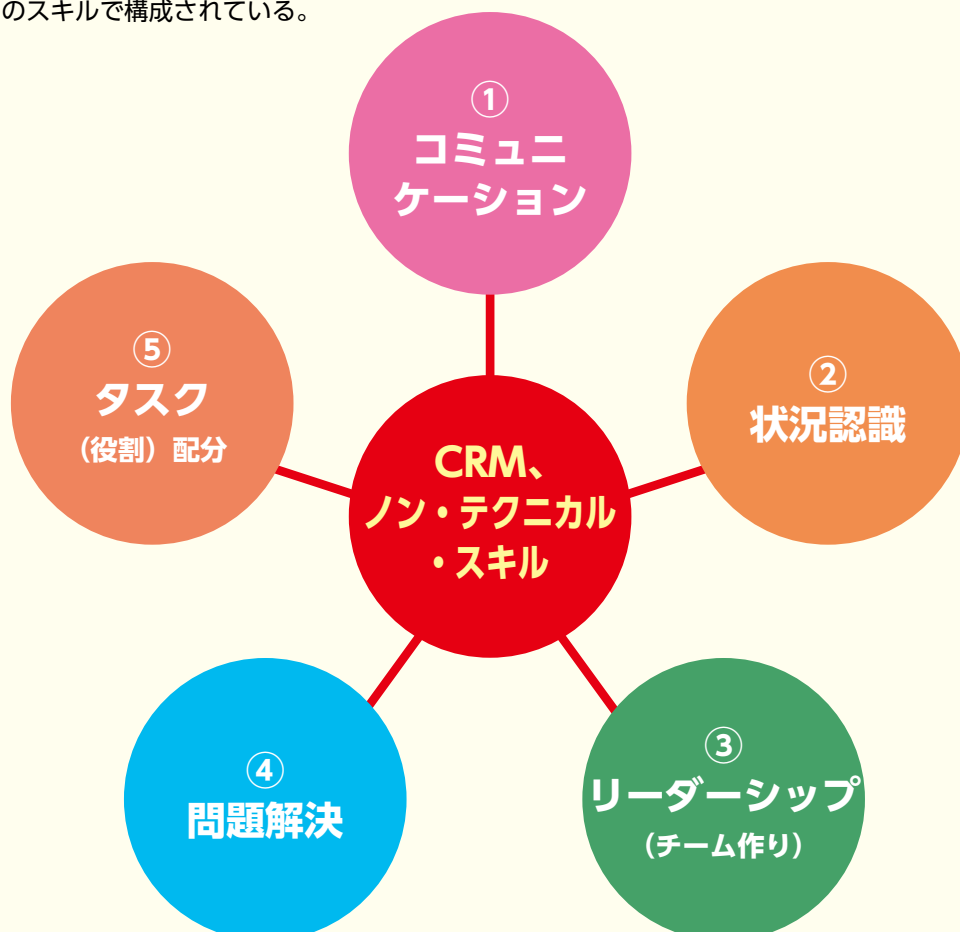 のスキルで構成されている。
①
コミュニ
ケーション
②
状況認識
③
リーダーシップ
（チーム作り）
④
問題解決
⑤
タスク
（役割）配分
CRM、
ノン・テクニカル
・スキル